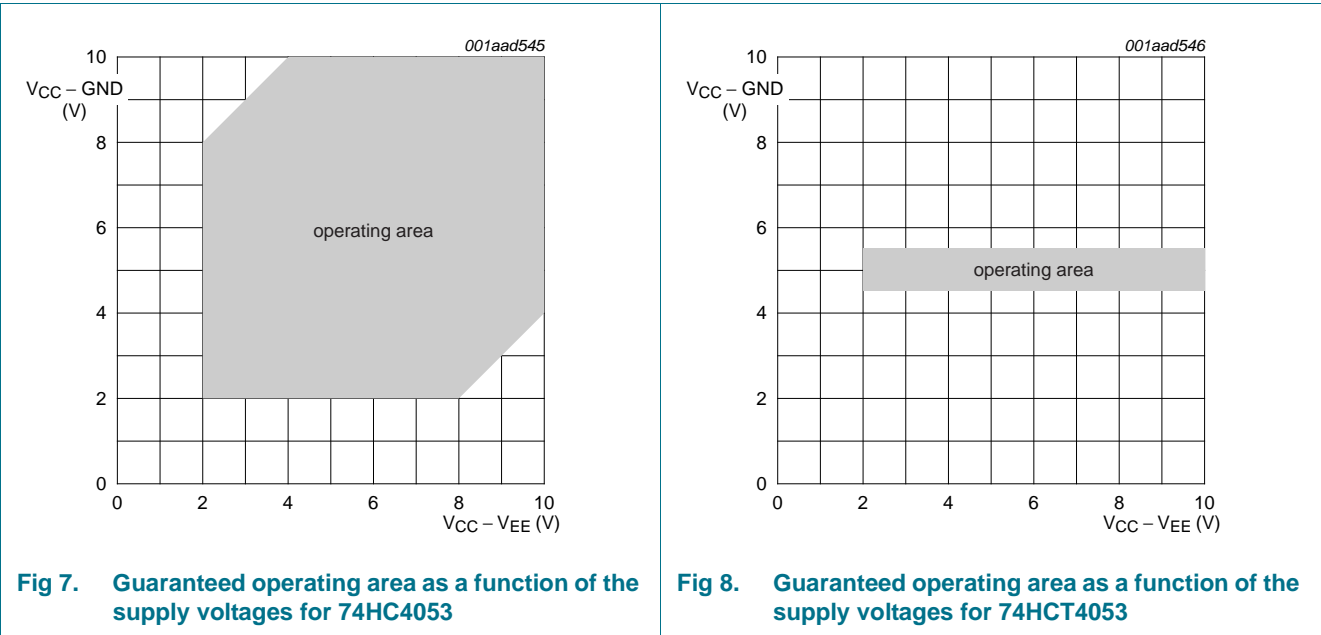 001aad545
10
VCC – GND
(V)
8
6
4
2
0
operating area
0 2 4 6 8 10
VCC – VEE (V)
Fig 7. Guaranteed operating area as a function of the
supply voltages for 74HC4053
001aad546
10
VCC – GND
(V)
8
6
4
2
0
operating area
0 2 4 6 8 10
VCC – VEE (V)
Fig 8. Guaranteed operating area as a function of the
supply voltages for 74HCT4053